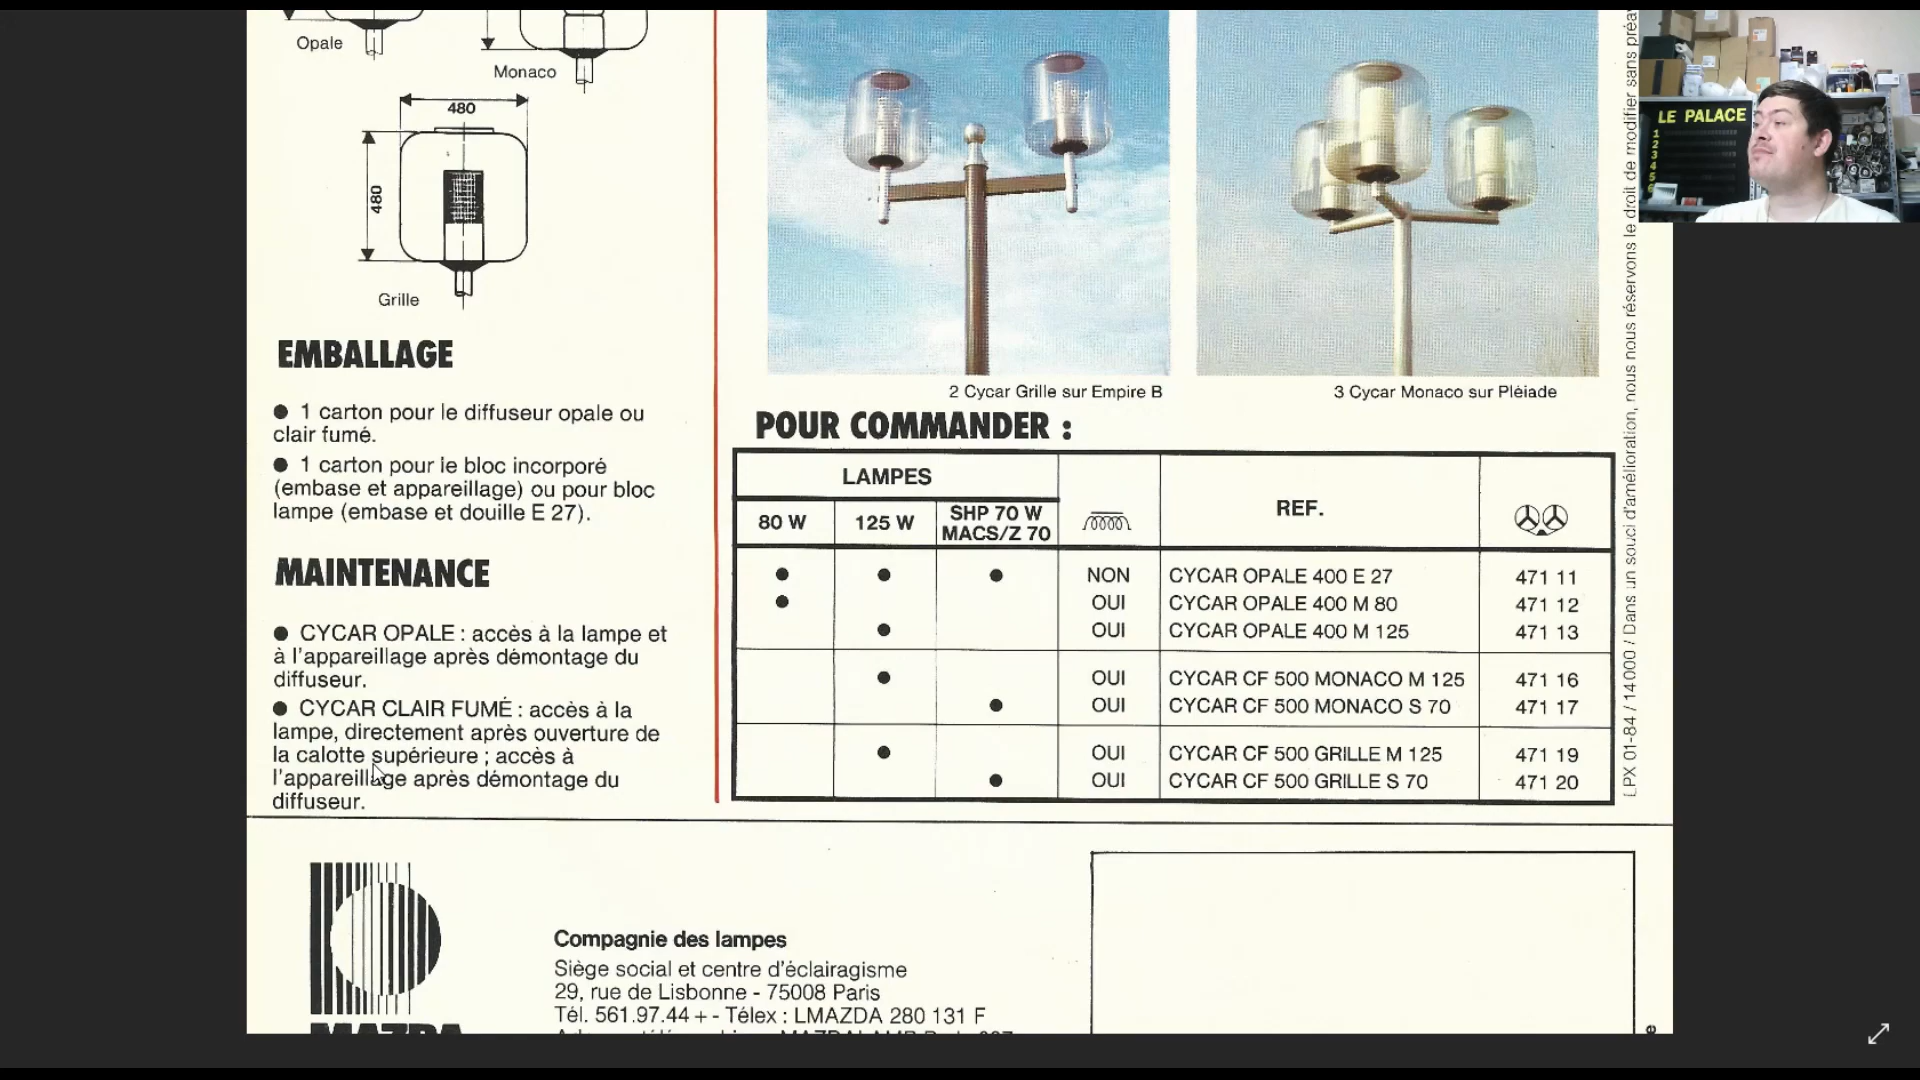 Opale
Monaco
480
480
Grille
EMBALLAGE
● 1 carton pour le diffuseur opale ou
clair fumé.
● 1 carton pour le bloc incorporé
(embase et appareillage) ou pour bloc
lampe (embase et douille E 27).
MAINTENANCE
● CYCAR OPALE : accès à la lampe et
à l'appareillage après démontage du
diffuseur.
● CYCAR CLAIR FUMÉ : accès à la
lampe, directement après ouverture de
la calotte supérieure ; accès à
l'appareillage après démontage du
diffuseur.
2 Cycar Grille sur Empire B
3 Cycar Monaco sur Pléiade
POUR COMMANDER :
LAMPES
80 W 125 W SHP 70 W
MACS/Z 70
REF.
● ● ● NON CYCAR OPALE 400 E 27 471 11
● OUI CYCAR OPALE 400 M 80 471 12
● OUI CYCAR OPALE 400 M 125 471 13
● OUI CYCAR CF 500 MONACO M 125 471 16
● OUI CYCAR CF 500 MONACO S 70 471 17
● OUI CYCAR CF 500 GRILLE M 125 471 19
● OUI CYCAR CF 500 GRILLE S 70 471 20
LPX 01-84 / 14000 / Dans un souci d'amélioration, nous nous réservons le droit de modifier sans
LE PALACE
1
2
3
4
5
6
MAZDA
Compagnie des lampes
Siège social et centre d'éclairagisme
29, rue de Lisbonne - 75008 Paris
Tél. 561.97.44 + - Télex : LMAZDA 280 131 F